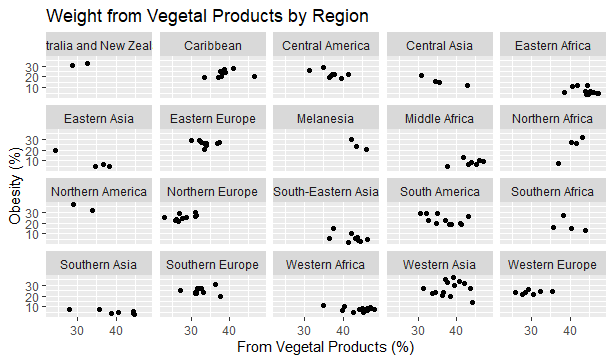 Weight from Vegetal Products by Region
tralia and New Zeal
Caribbean
Central America
Central Asia
Eastern Africa
30
20
10
Eastern Asia
Eastern Europe
Melanesia
Middle Africa
Northern Africa
30
20
10
Obesity (%)
Northern America
Northern Europe
South-Eastern Asia
South America
Southern Africa
30
20
10
Southern Asia
Southern Europe
Western Africa
Western Asia
Western Europe
30
20
10
30 40 30 40 30 40 30 40 30 40
From Vegetal Products (%)